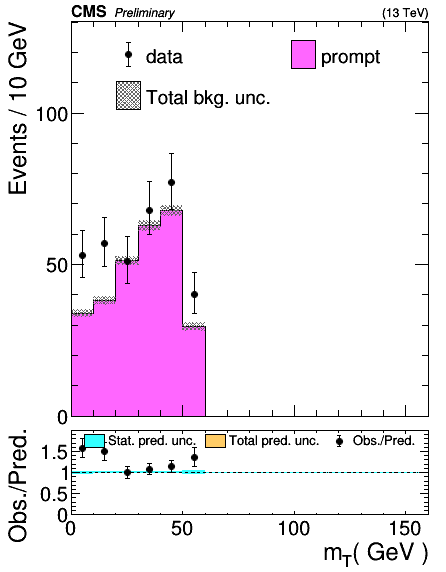 CMS Preliminary (13 TeV)
Events / 10 GeV
data
prompt
Total bkg. unc.
100
50
0
Obs./Pred.
Stat. pred. unc.
Total pred. unc.
Obs./Pred.
1.5
1
0.5
0
0 50 100 150
m_T( GeV )